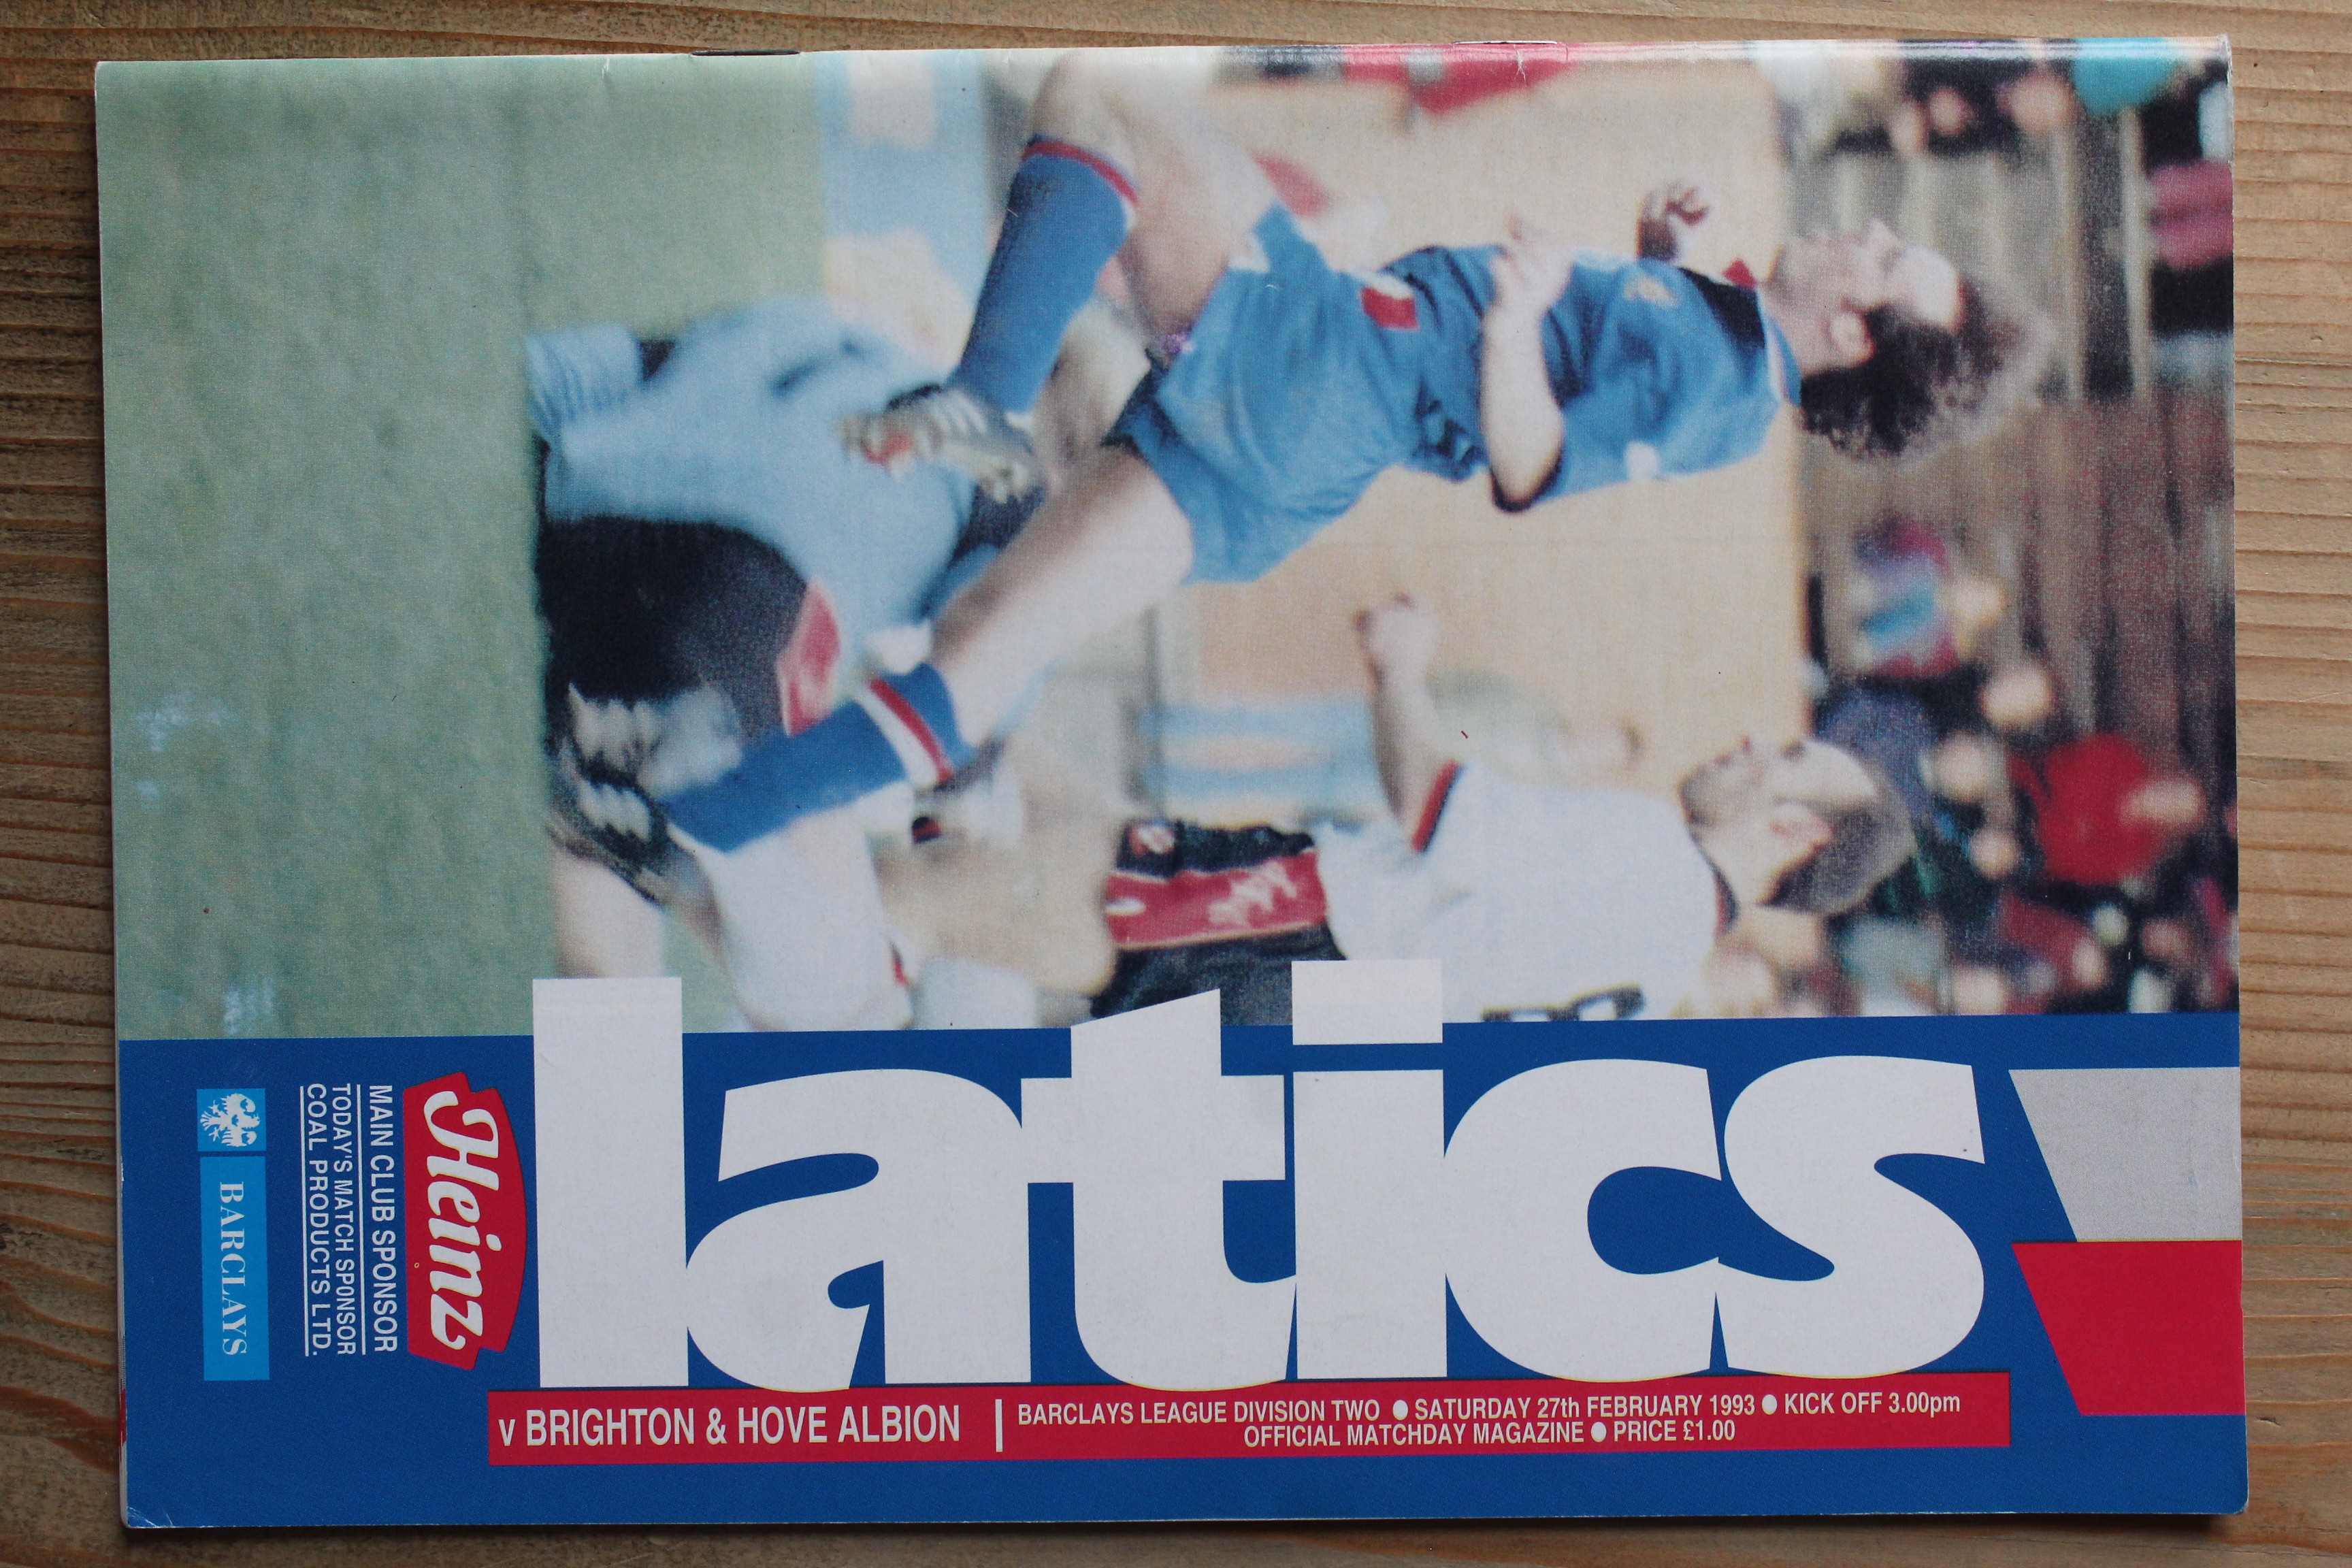 latics
v BRIGHTON & HOVE ALBION
BARCLAYS LEAGUE DIVISION TWO ● SATURDAY 27th FEBRUARY 1993 ● KICK OFF 3.00pm
OFFICIAL MATCHDAY MAGAZINE ● PRICE £1.00
Heinz
MAIN CLUB SPONSOR
TODAY'S MATCH SPONSOR
COAL PRODUCTS LTD.
BARCLAYS